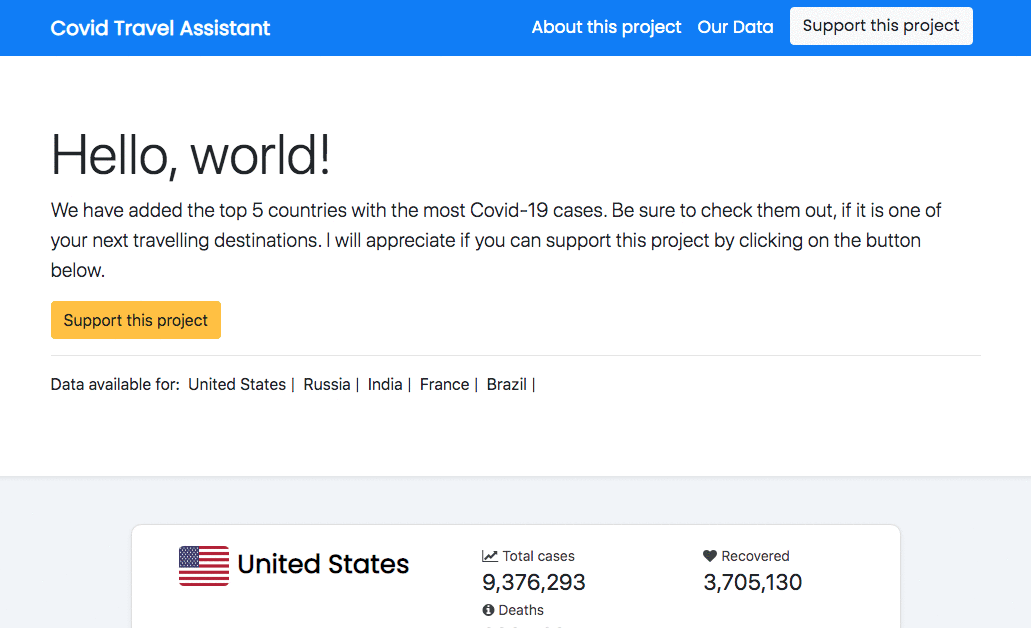 Covid Travel Assistant
About this project Our Data Support this project
Hello, world!
We have added the top 5 countries with the most Covid-19 cases. Be sure to check them out, if it is one of
your next travelling destinations. I will appreciate if you can support this project by clicking on the button
below.
Support this project
Data available for: United States | Russia | India | France | Brazil |
United States
Total cases
9,376,293
Deaths
Recovered
3,705,130